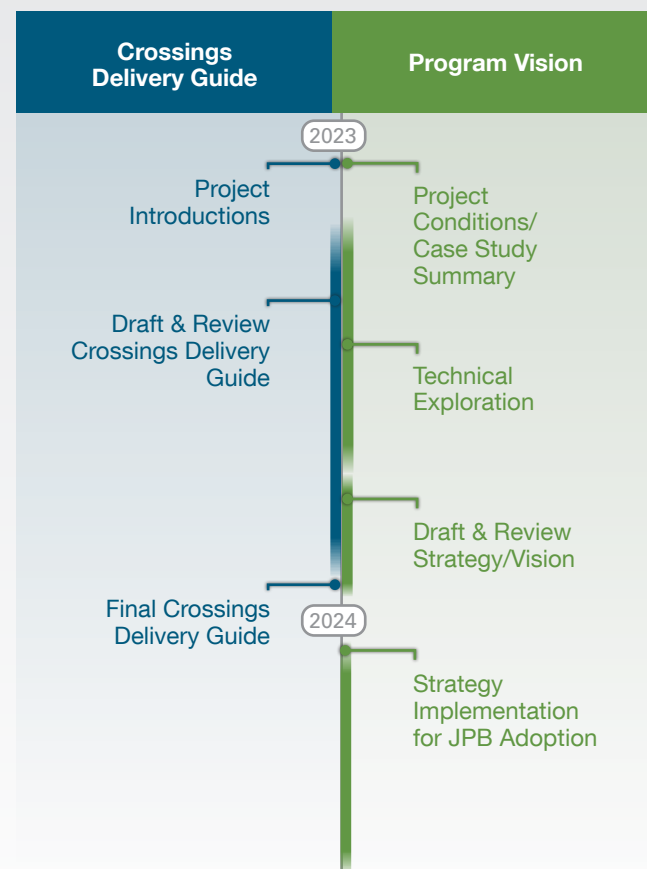 Crossings
Delivery Guide
Program Vision
2023
Project
Introductions
Project
Conditions/
Case Study
Summary
Draft & Review
Crossings Delivery
Guide
Technical
Exploration
Draft & Review
Strategy/Vision
Final Crossings
Delivery Guide
2024
Strategy
Implementation
for JPB Adoption